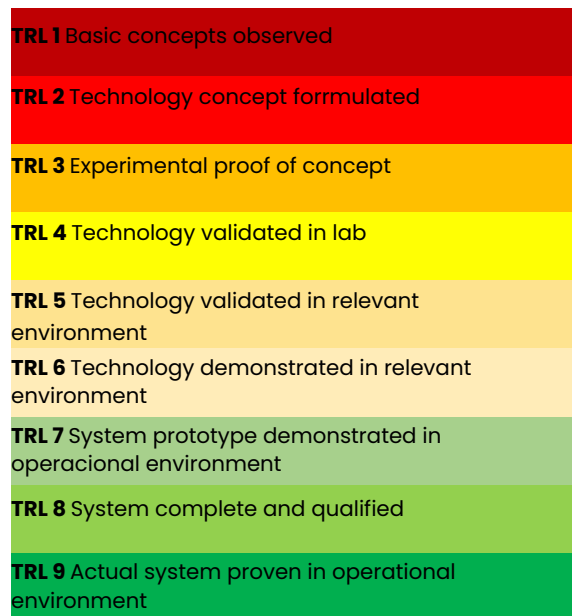 TRL 1 Basic concepts observed
TRL 2 Technology concept forrmulated
TRL 3 Experimental proof of concept
TRL 4 Technology validated in lab
TRL 5 Technology validated in relevant
environment
TRL 6 Technology demonstrated in relevant
environment
TRL 7 System prototype demonstrated in
operacional environment
TRL 8 System complete and qualified
TRL 9 Actual system proven in operational
environment